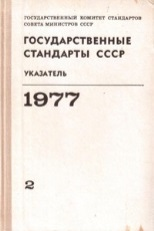 ГОСУДАРСТВЕННЫЙ КОМИТЕТ СТАНДАРТОВ
СОВЕТА МИНИСТРОВ СССР
ГОСУДАРСТВЕННЫЕ
СТАНДАРТЫ СССР
УКАЗАТЕЛЬ
1977
2